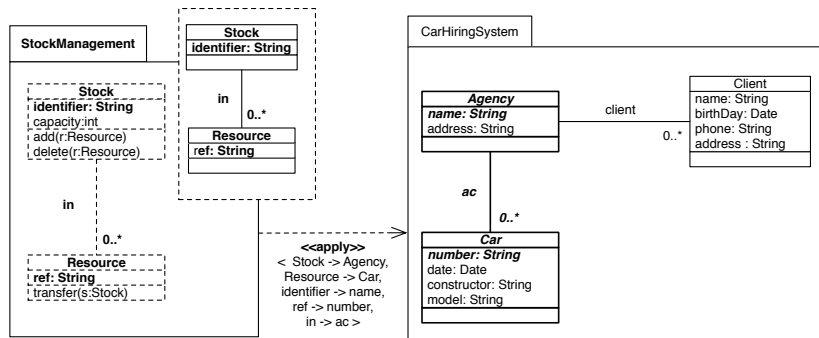 StockManagement
Stock
identifier: String
capacity:int
add(r:Resource)
delete(r:Resource)
in
0..*
Resource
ref: String
transfer(s:Stock)
Stock
identifier: String
in
0..*
Resource
ref: String
<<apply>>
< Stock -> Agency,
Resource -> Car,
identifier -> name,
ref -> number,
in -> ac >
CarHiringSystem
Agency
name: String
address: String
client
0..*
Client
name: String
birthDay: Date
phone: String
address : String
ac
0..*
Car
number: String
date: Date
constructor: String
model: String